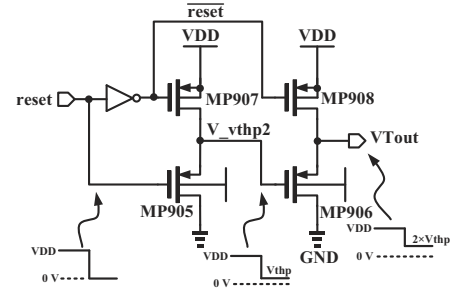 reset
VDD
VDD
reset
MP907
MP908
V_vthp2
VTout
MP905
MP906
VDD
0 V
VDD
Vthp
0 V
GND
VDD
2×Vthp
0 V